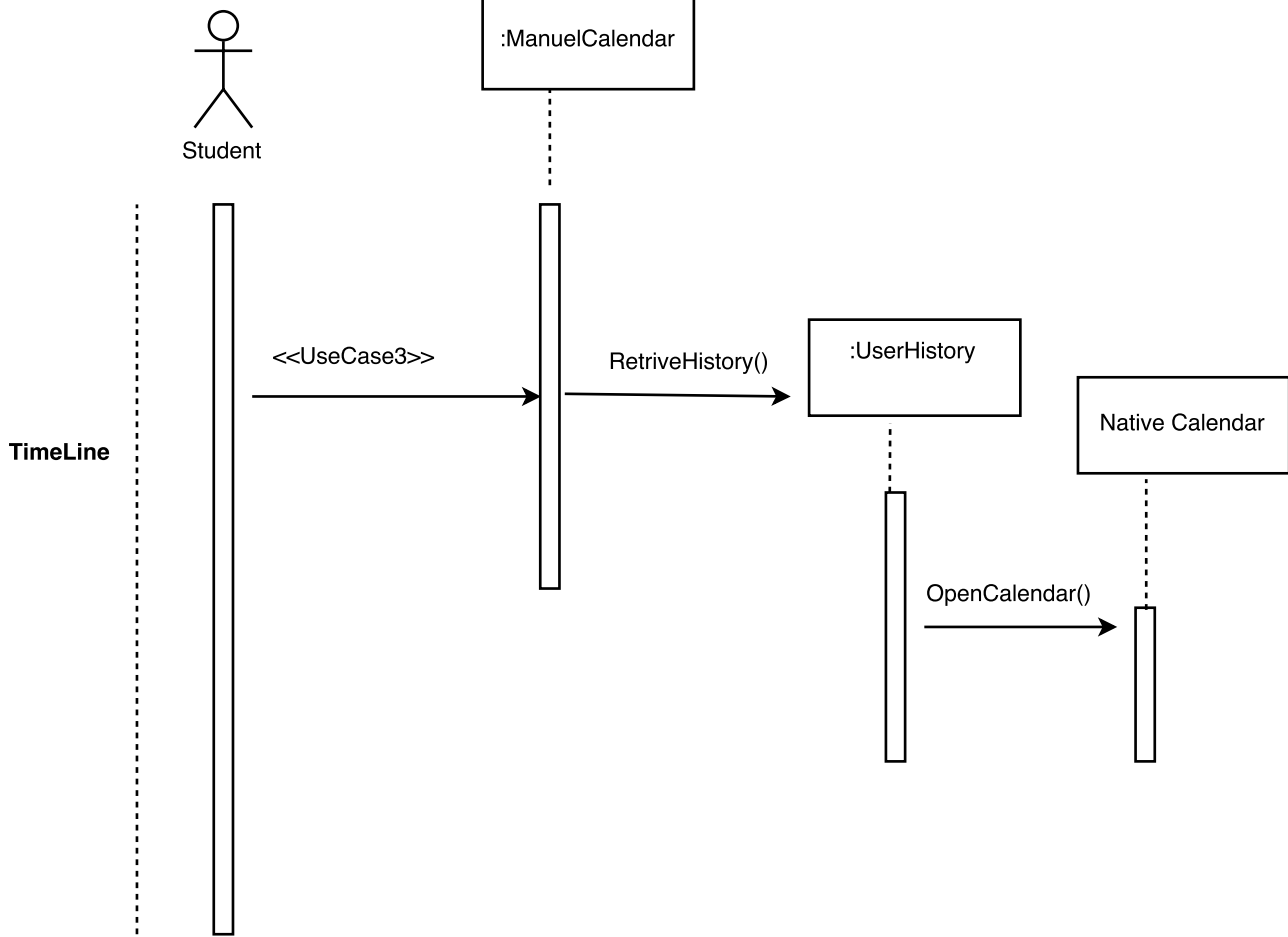 :ManuelCalendar
Student
<<UseCase3>>
RetriveHistory()
:UserHistory
Native Calendar
TimeLine
OpenCalendar()